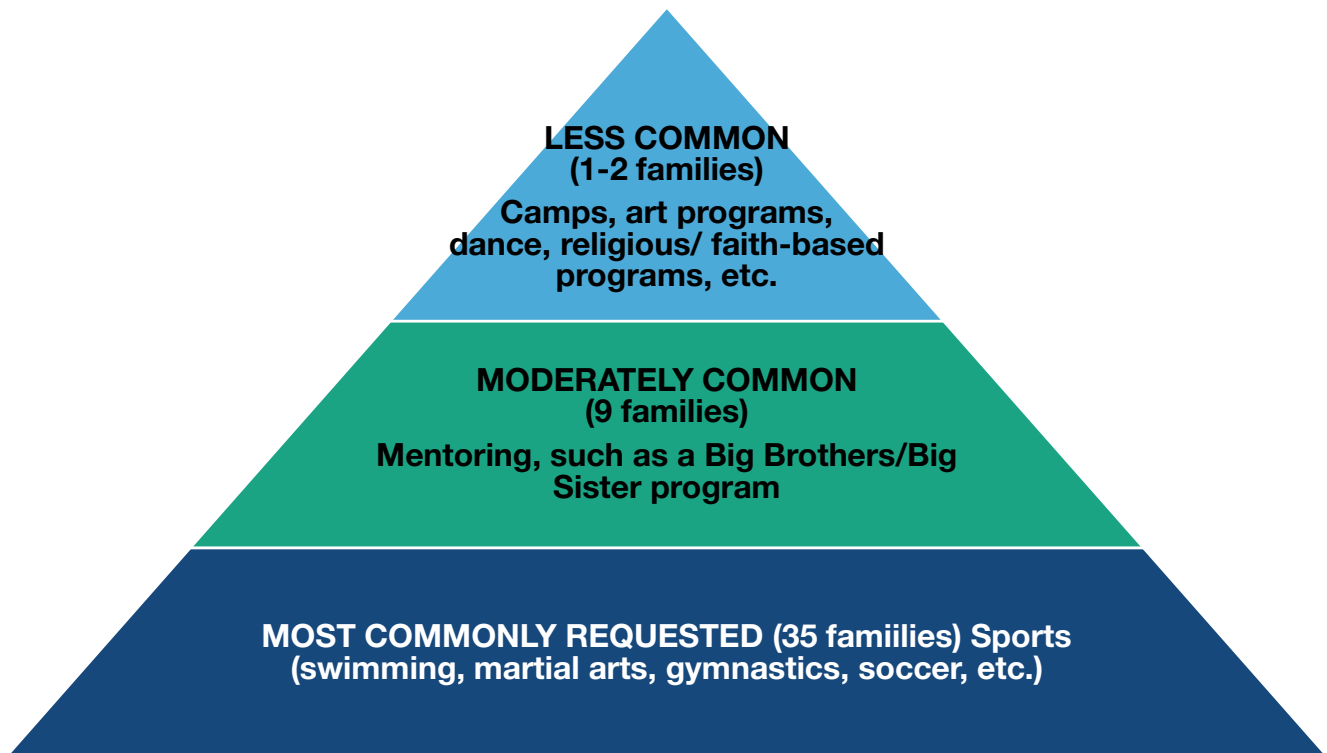 LESS COMMON
(1-2 families)
Camps, art programs,
dance, religious/ faith-based
programs, etc.
MODERATELY COMMON
(9 families)
Mentoring, such as a Big Brothers/Big
Sister program
MOST COMMONLY REQUESTED (35 famiilies) Sports
(swimming, martial arts, gymnastics, soccer, etc.)